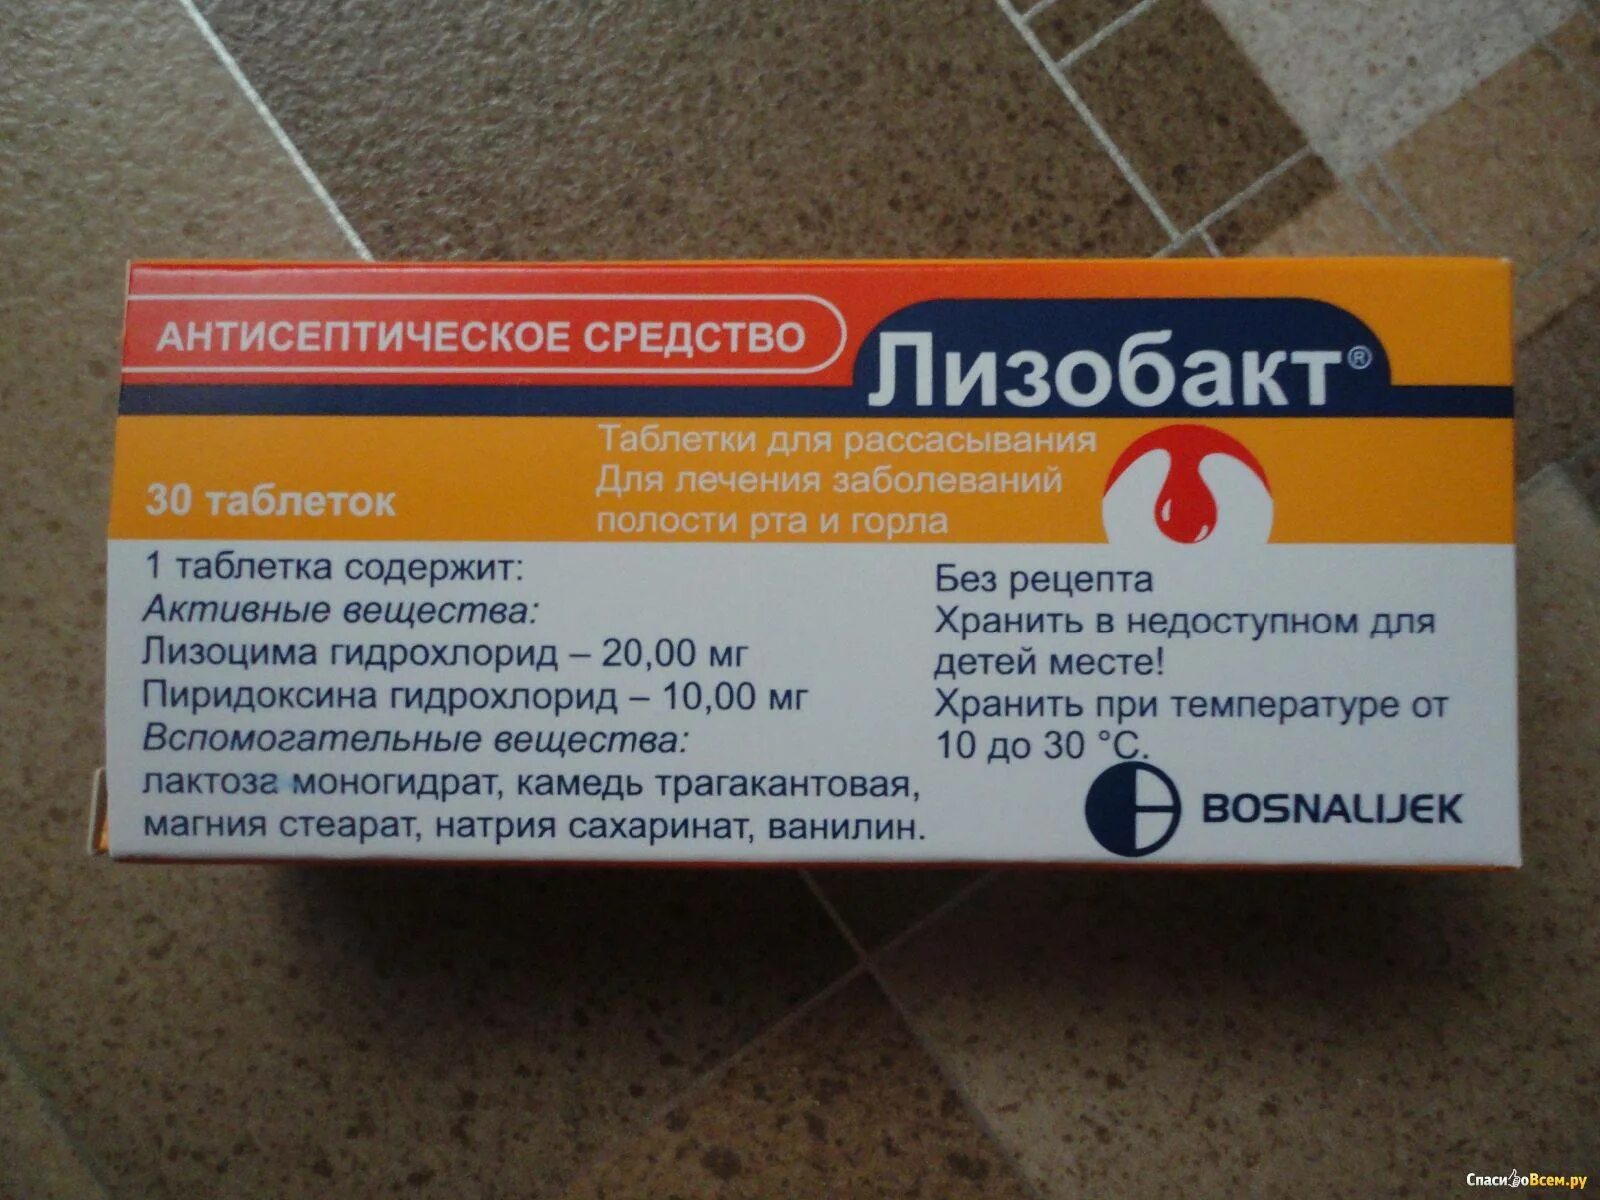 АНТИСЕПТИЧЕСКОЕ СРЕДСТВО
Лизобакт®
Таблетки для рассасывания
Для лечения заболеваний
полости рта и горла
30 таблеток
1 таблетка содержит:
Активные вещества:
Лизоцима гидрохлорид – 20,00 мг
Пиридоксина гидрохлорид – 10,00 мг
Вспомогательные вещества:
лактоза моногидрат, камедь трагакантовая,
магния стеарат, натрия сахаринат, ванилин.
Без рецепта
Хранить в недоступном для
детей месте!
Хранить при температуре от
10 до 30 °C.
BOSNALIJEK
СпасибоВсем.ру